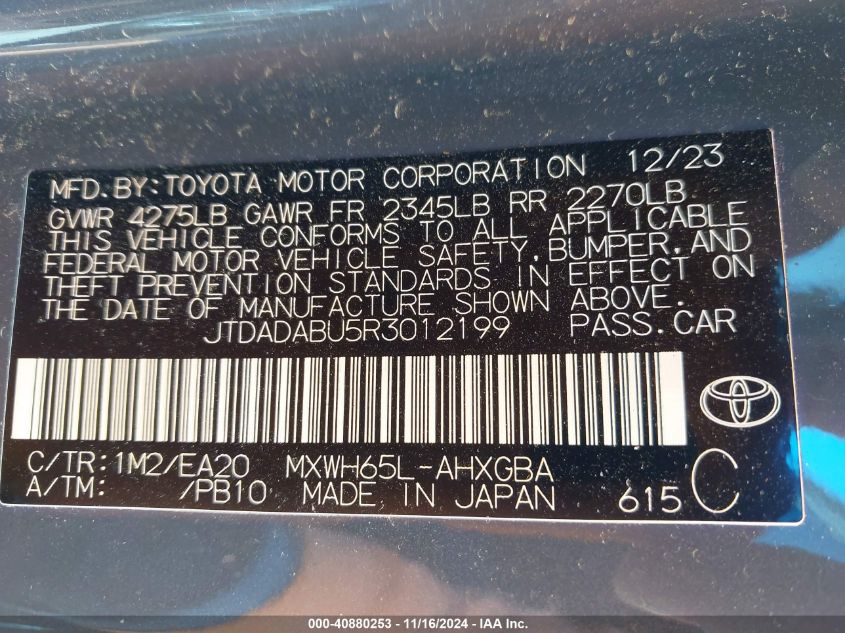 MFD. BY: TOYOTA MOTOR CORPORATION 12/23
GVWR 4275LB GAWR FR 2345LB RR 2270LB
THIS VEHICLE CONFORMS TO ALL APPLICABLE
FEDERAL MOTOR VEHICLE SAFETY, BUMPER, AND
THEFT PREVENTION STANDARDS IN EFFECT ON
THE DATE OF MANUFACTURE SHOWN ABOVE.
JTDADABU5R3012199 PASS. CAR
C/TR: 1M2/EA20 MXWH65L-AHXGBA
A/TM: /PB10 MADE IN JAPAN 615 C
000-40880253 - 11/16/2024 - IAA Inc.